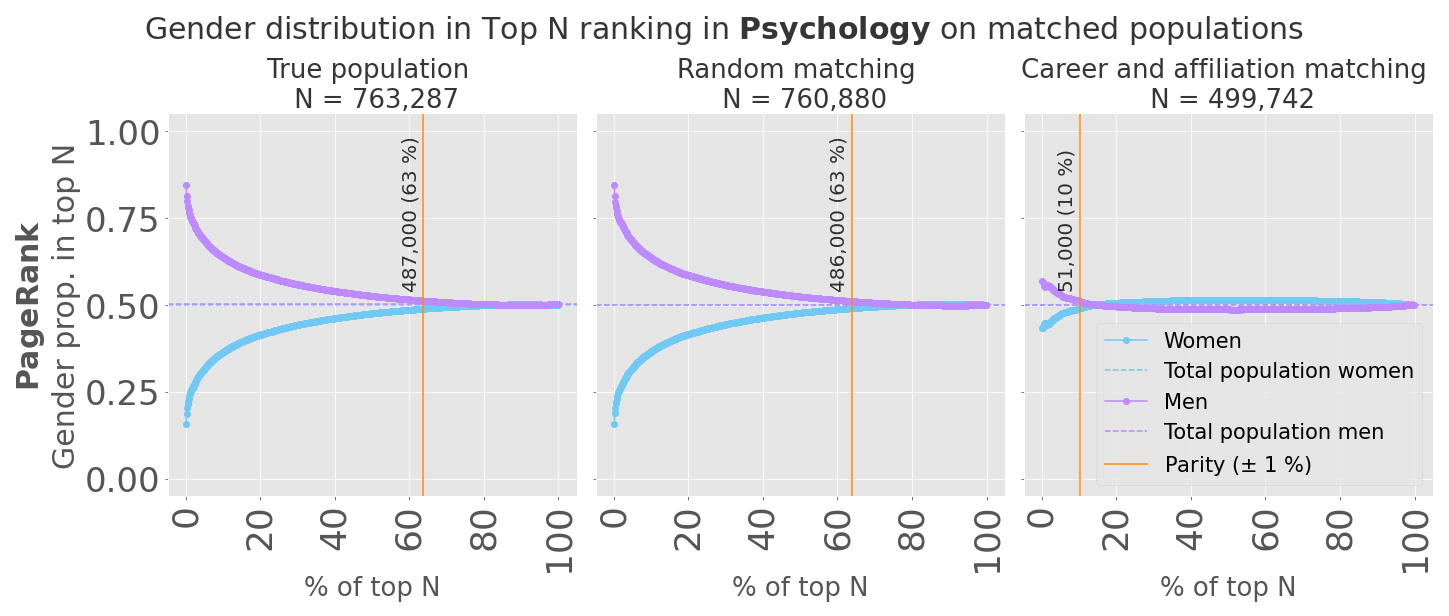 Gender distribution in Top N ranking in Psychology on matched populations
True population
N = 763,287
Random matching
N = 760,880
Career and affiliation matching
N = 499,742
PageRank
Gender prop. in top N
1.00
0.75
0.50
0.25
0.00
487,000 (63 %)
486,000 (63 %)
51,000 (10 %)
Women
Total population women
Men
Total population men
Parity (± 1 %)
0 20 40 60 80 100
0 20 40 60 80 100
0 20 40 60 80 100
% of top N
% of top N
% of top N